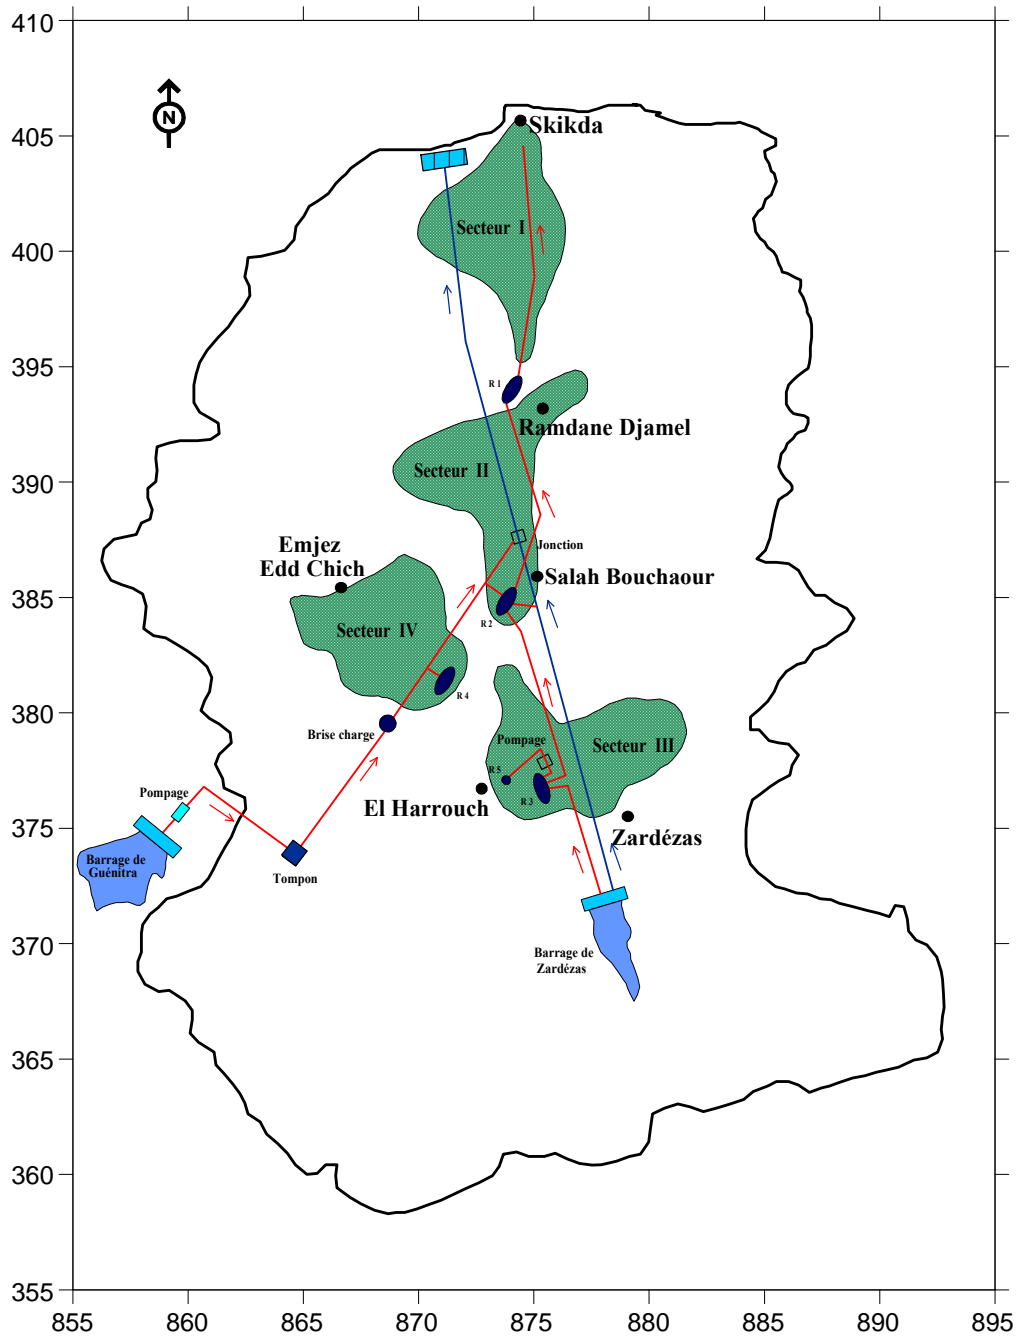 410
N
405
Skikda
Secteur I
400
395
R 1
Ramdane Djamel
Secteur II
390
Jonction
Emjez
Edd Chich
Salah Bouchaour
385
R 2
Secteur IV
R 4
380
Brise charge
Pompage
Secteur III
R 5
Pompage
R 3
El Harrouch
375
Zardézas
Barrage de
Guénitra
Tompon
370
Barrage de
Zardézas
365
360
355
855 860 865 870 875 880 885 890 895